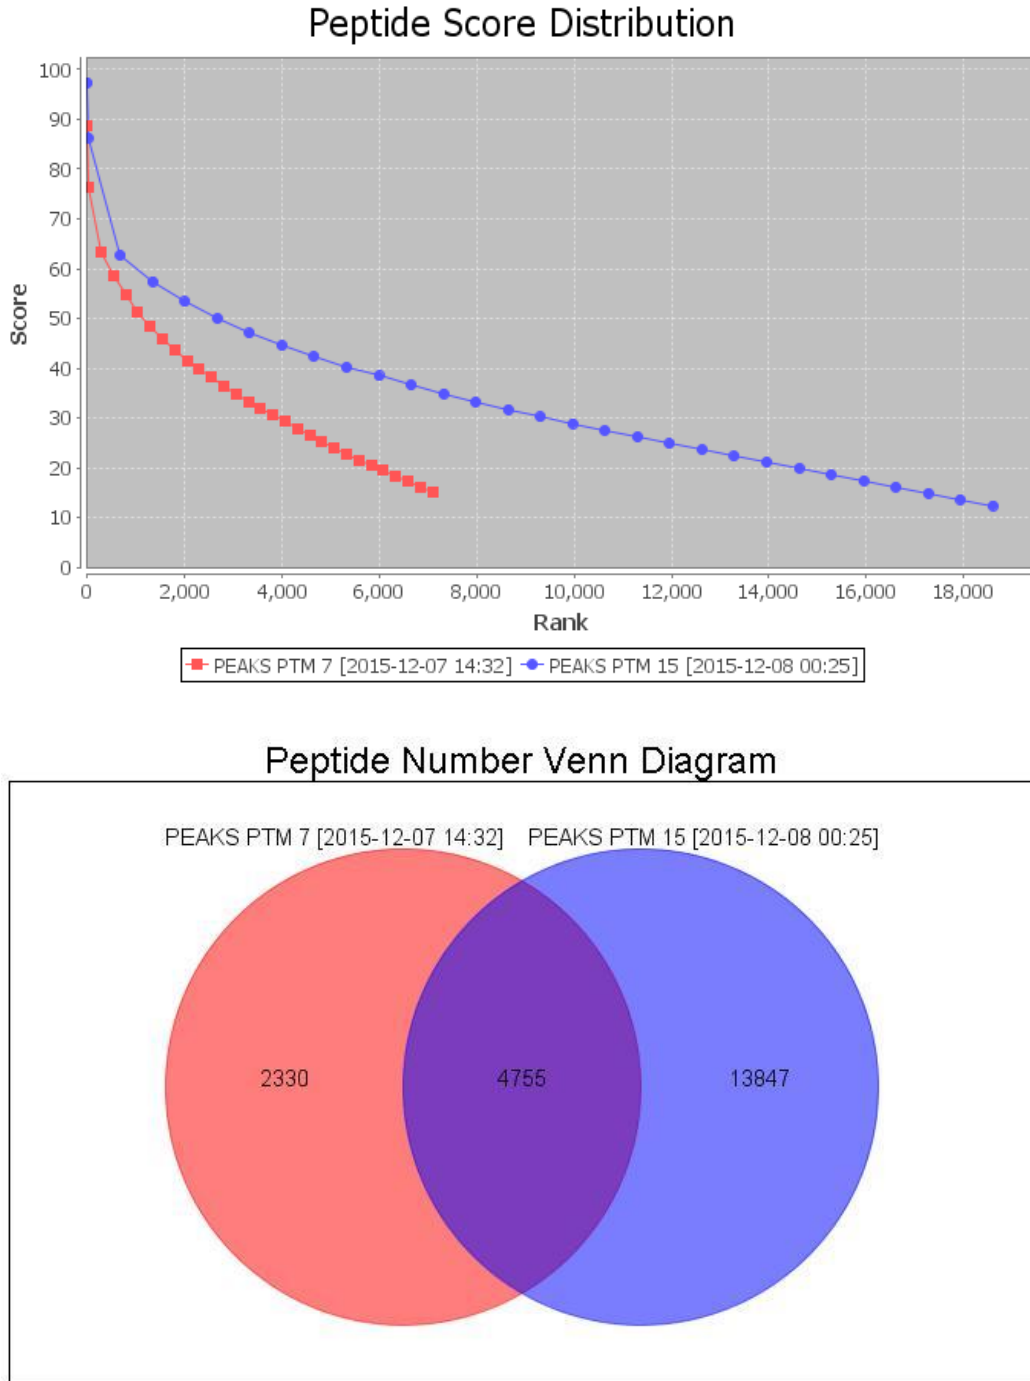 Peptide Score Distribution
100
90
80
70
60
50
40
30
20
10
0
Score
0 2,000 4,000 6,000 8,000 10,000 12,000 14,000 16,000 18,000
Rank
PEAKS PTM 7 [2015-12-07 14:32] PEAKS PTM 15 [2015-12-08 00:25]
Peptide Number Venn Diagram
PEAKS PTM 7 [2015-12-07 14:32] PEAKS PTM 15 [2015-12-08 00:25]
2330 4755 13847